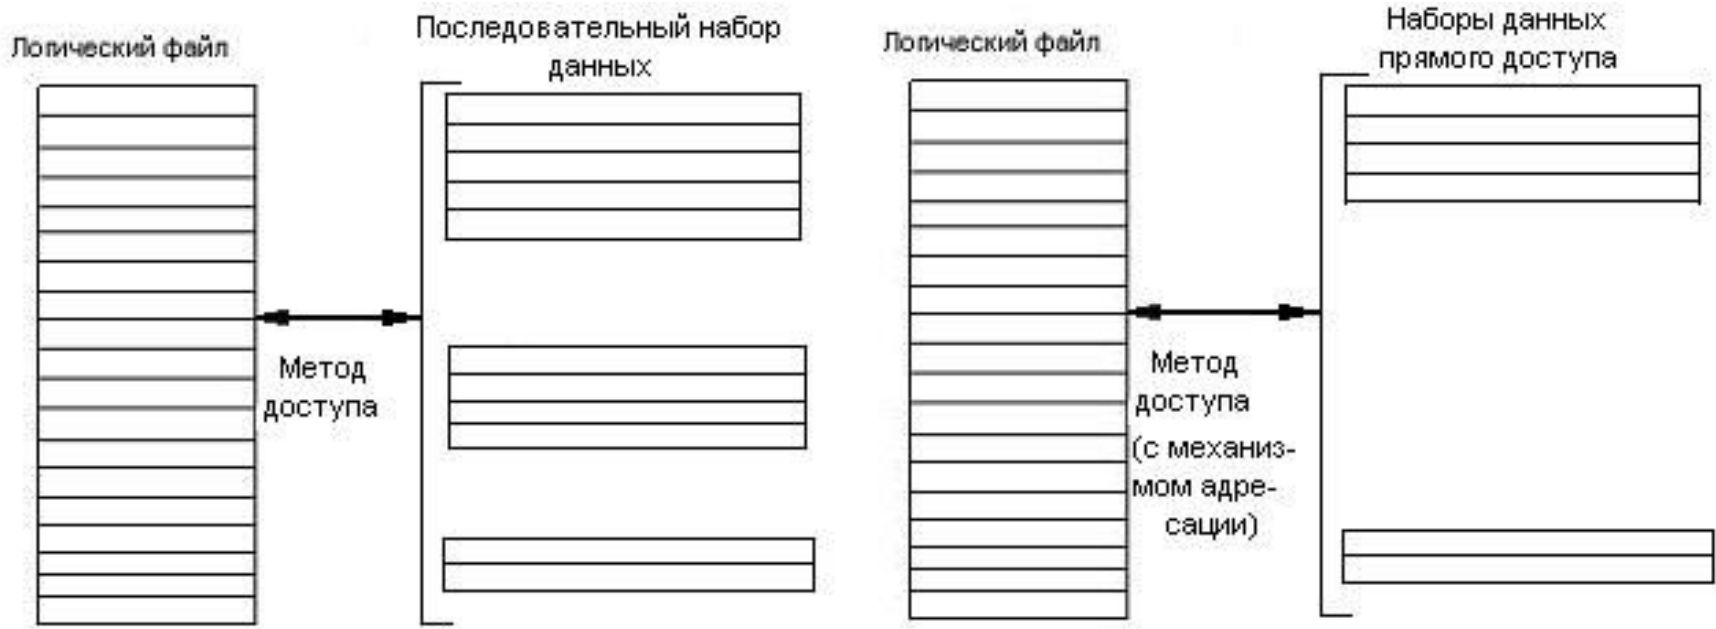 Логический файл
Последовательный набор
данных
Метод
доступа
Логический файл
Наборы данных
прямого доступа
Метод
доступа
(с механиз-
мом адре-
сации)